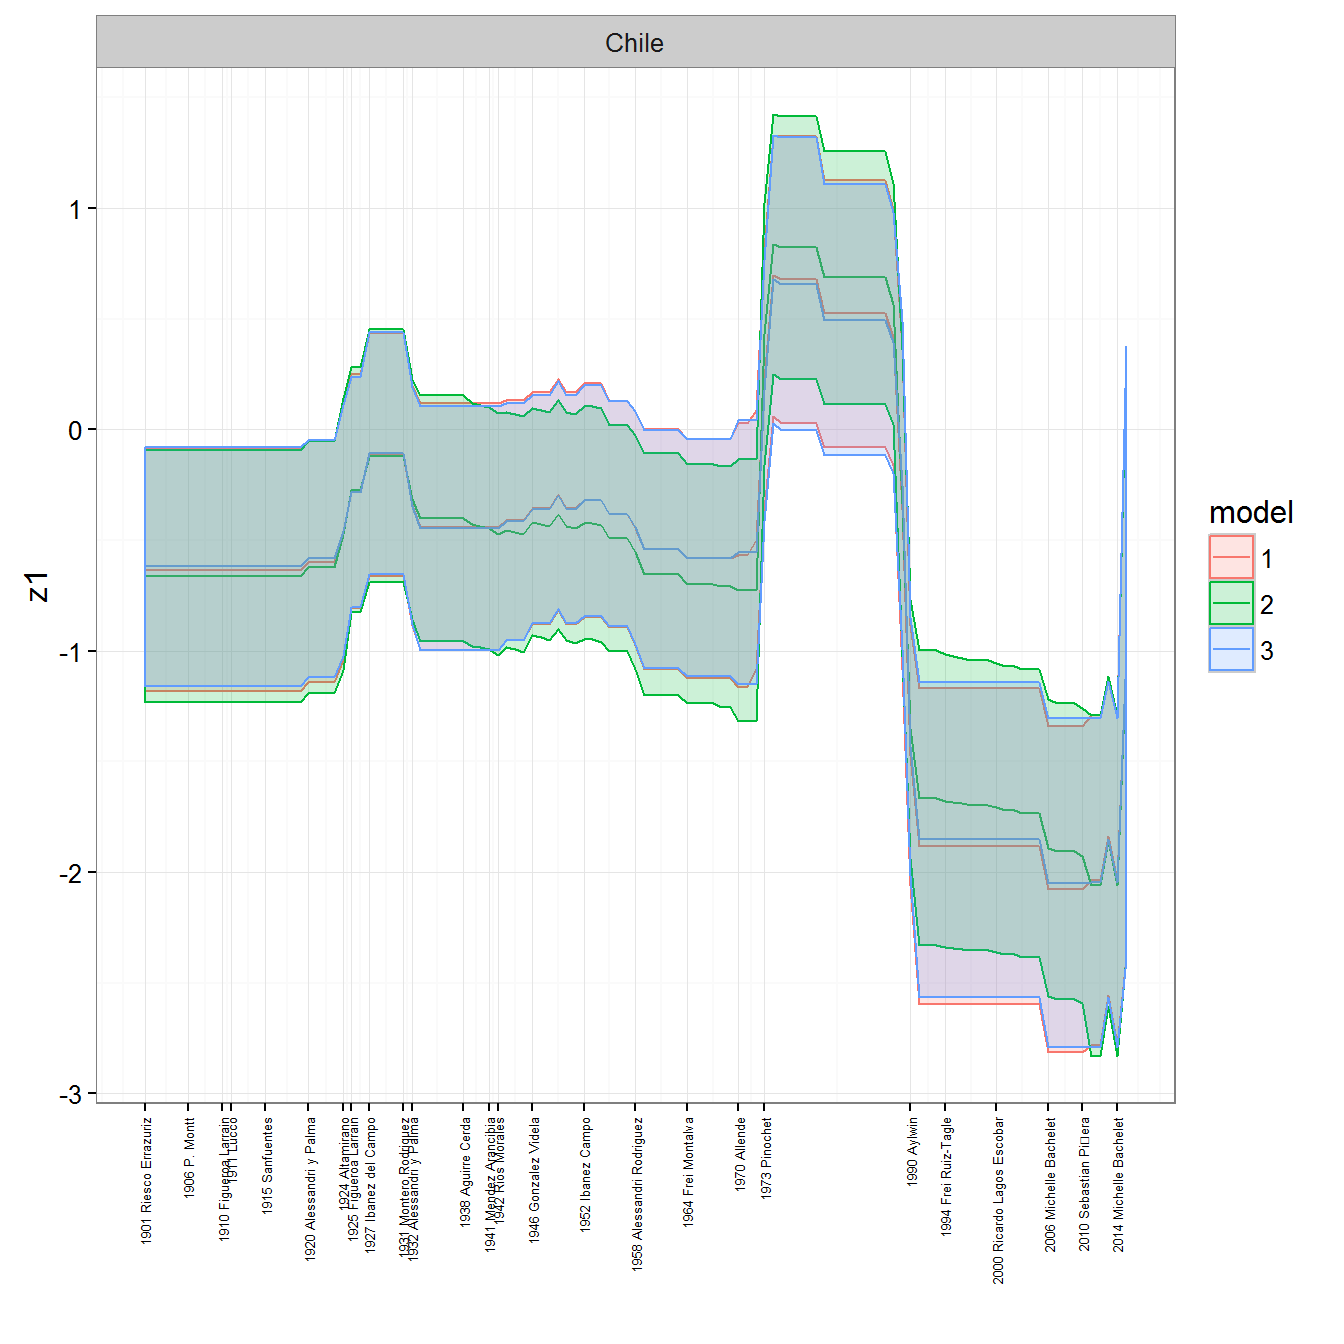 Chile
z1
1
0
-1
-2
-3
1901 Riesco Errazuriz
1906 P. Montt
1910 Figueroa Larrain
1911 Lucco
1915 Sanfuentes
1920 Alessandri y Palma
1924 Altamirano
1925 Figueroa Larrain
1927 Ibanez del Campo
1931 Montero Rodriguez
1932 Alessandri y Palma
1938 Aguirre Cerda
1941 Mendez Arancibia
1942 Rios Morales
1946 Gonzalez Videla
1952 Ibanez Campo
1958 Alessandri Rodriguez
1964 Frei Montalva
1970 Allende
1973 Pinochet
1990 Aylwin
1994 Frei Ruiz-Tagle
2000 Ricardo Lagos Escobar
2006 Michelle Bachelet
2010 Sebastian Pi▯era
2014 Michelle Bachelet
model
1
2
3